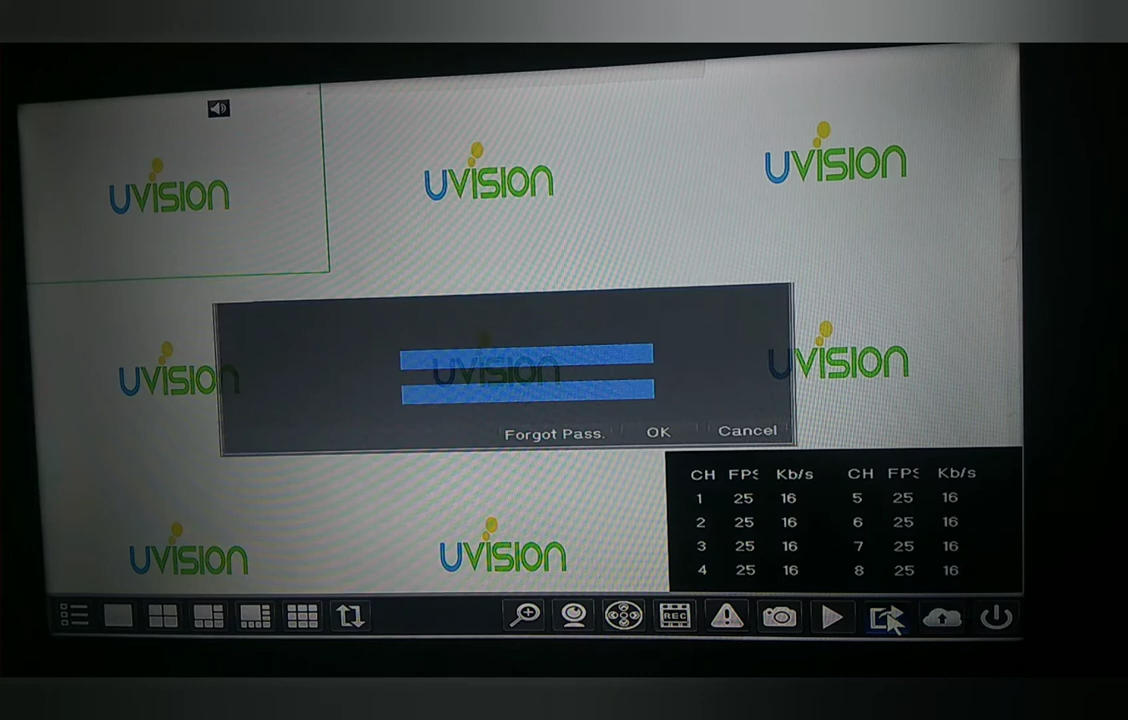 uvision
uvision
uvision
uvision
uvision
uvision
Forgot Pass. OK Cancel
CH FPS Kb/s CH FPS Kb/s
1 25 16 5 25 16
2 25 16 6 25 16
3 25 16 7 25 16
4 25 16 8 25 16
uvision
uvision
REC